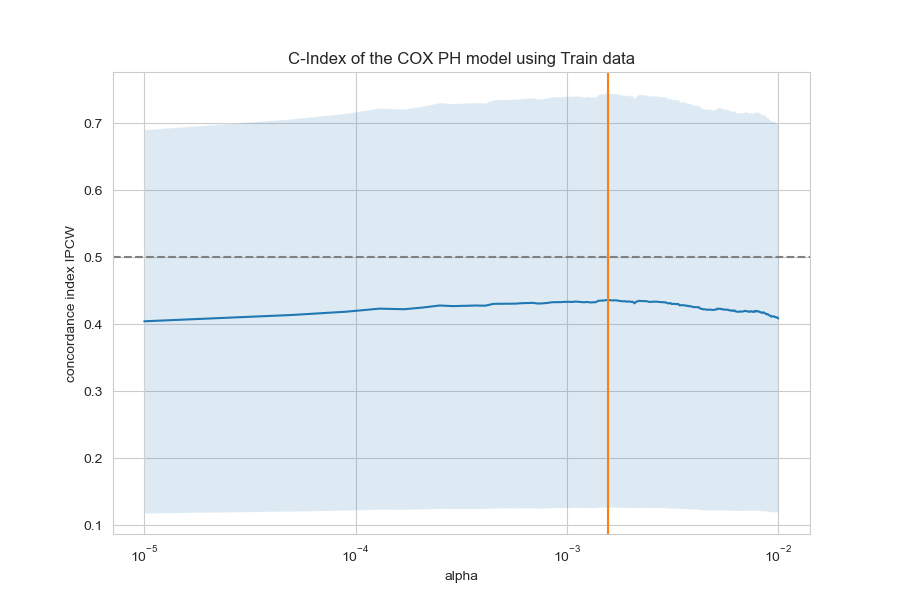 C-Index of the COX PH model using Train data
concordance index IPCW
0.7
0.6
0.5
0.4
0.3
0.2
0.1
10⁻⁵ 10⁻⁴ 10⁻³ 10⁻²
alpha